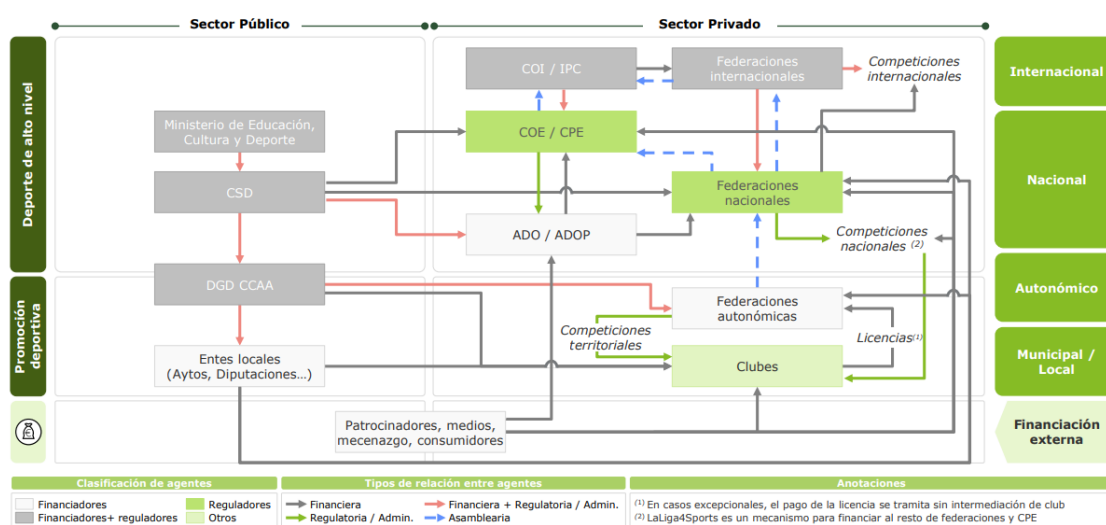 Sector Público
Sector Privado
Deporte de alto nivel
COI / IPC
Federaciones
internacionales
Competiciones
internacionales
Internacional
Ministerio de Educación,
Cultura y Deporte
COE / CPE
Nacional
CSD
Federaciones
nacionales
ADO / ADOP
Competiciones
nacionales (2)
Promoción
deportiva
DGD CCAA
Federaciones
autonómicas
Autonómico
Competiciones
territoriales
Licencias(1)
Entes locales
(Aytos, Diputaciones...)
Clubes
Municipal /
Local
Patrocinadores, medios,
mecenazgo, consumidores
Financiación
externa
Clasificación de agentes
Financiadores
Reguladores
Financiadores+ reguladores
Otros
Tipos de relación entre agentes
Financiera
Financiera + Regulatoria / Admin.
Regulatoria / Admin.
Asamblearia
Anotaciones
(1) En casos excepcionales, el pago de la licencia se tramita sin intermediación de club
(2) LaLiga4Sports es un mecanismo para financiar al resto de federaciones y CPE